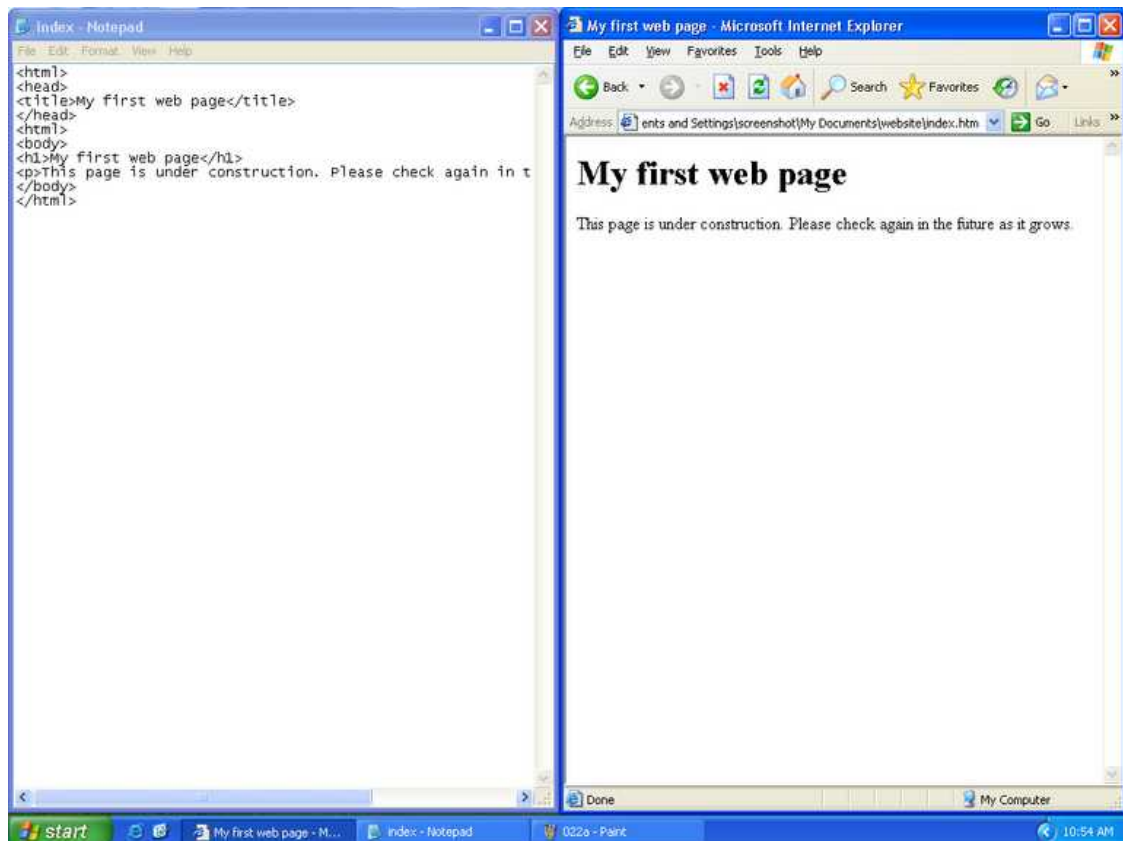 index - Notepad
File Edit Format View Help
<html>
<head>
<title>My first web page</title>
</head>
<html>
<body>
<h1>My first web page</h1>
<p>This page is under construction. Please check again in t
</body>
</html>
My first web page - Microsoft Internet Explorer
File Edit View Favorites Tools Help
Back Search Favorites
Address ents and Settings\screenshot\My Documents\website\index.htm Go Links
My first web page
This page is under construction. Please check again in the future as it grows.
Done My Computer
start My first web page - M... index - Notepad 022a - Paint 10:54 AM